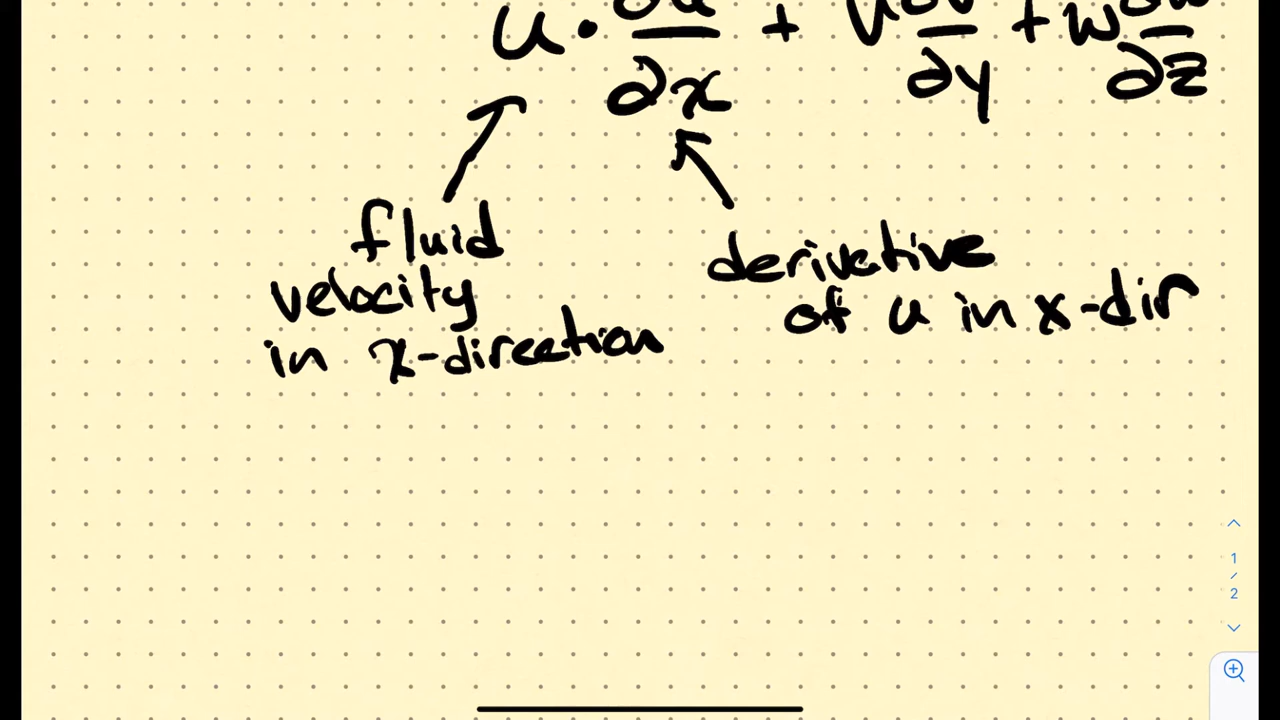 u · ∂u/∂x + v ∂v/∂y + w ∂w/∂z
fluid
velocity
in x-direction
derivative
of u in x-dir
1
/
2